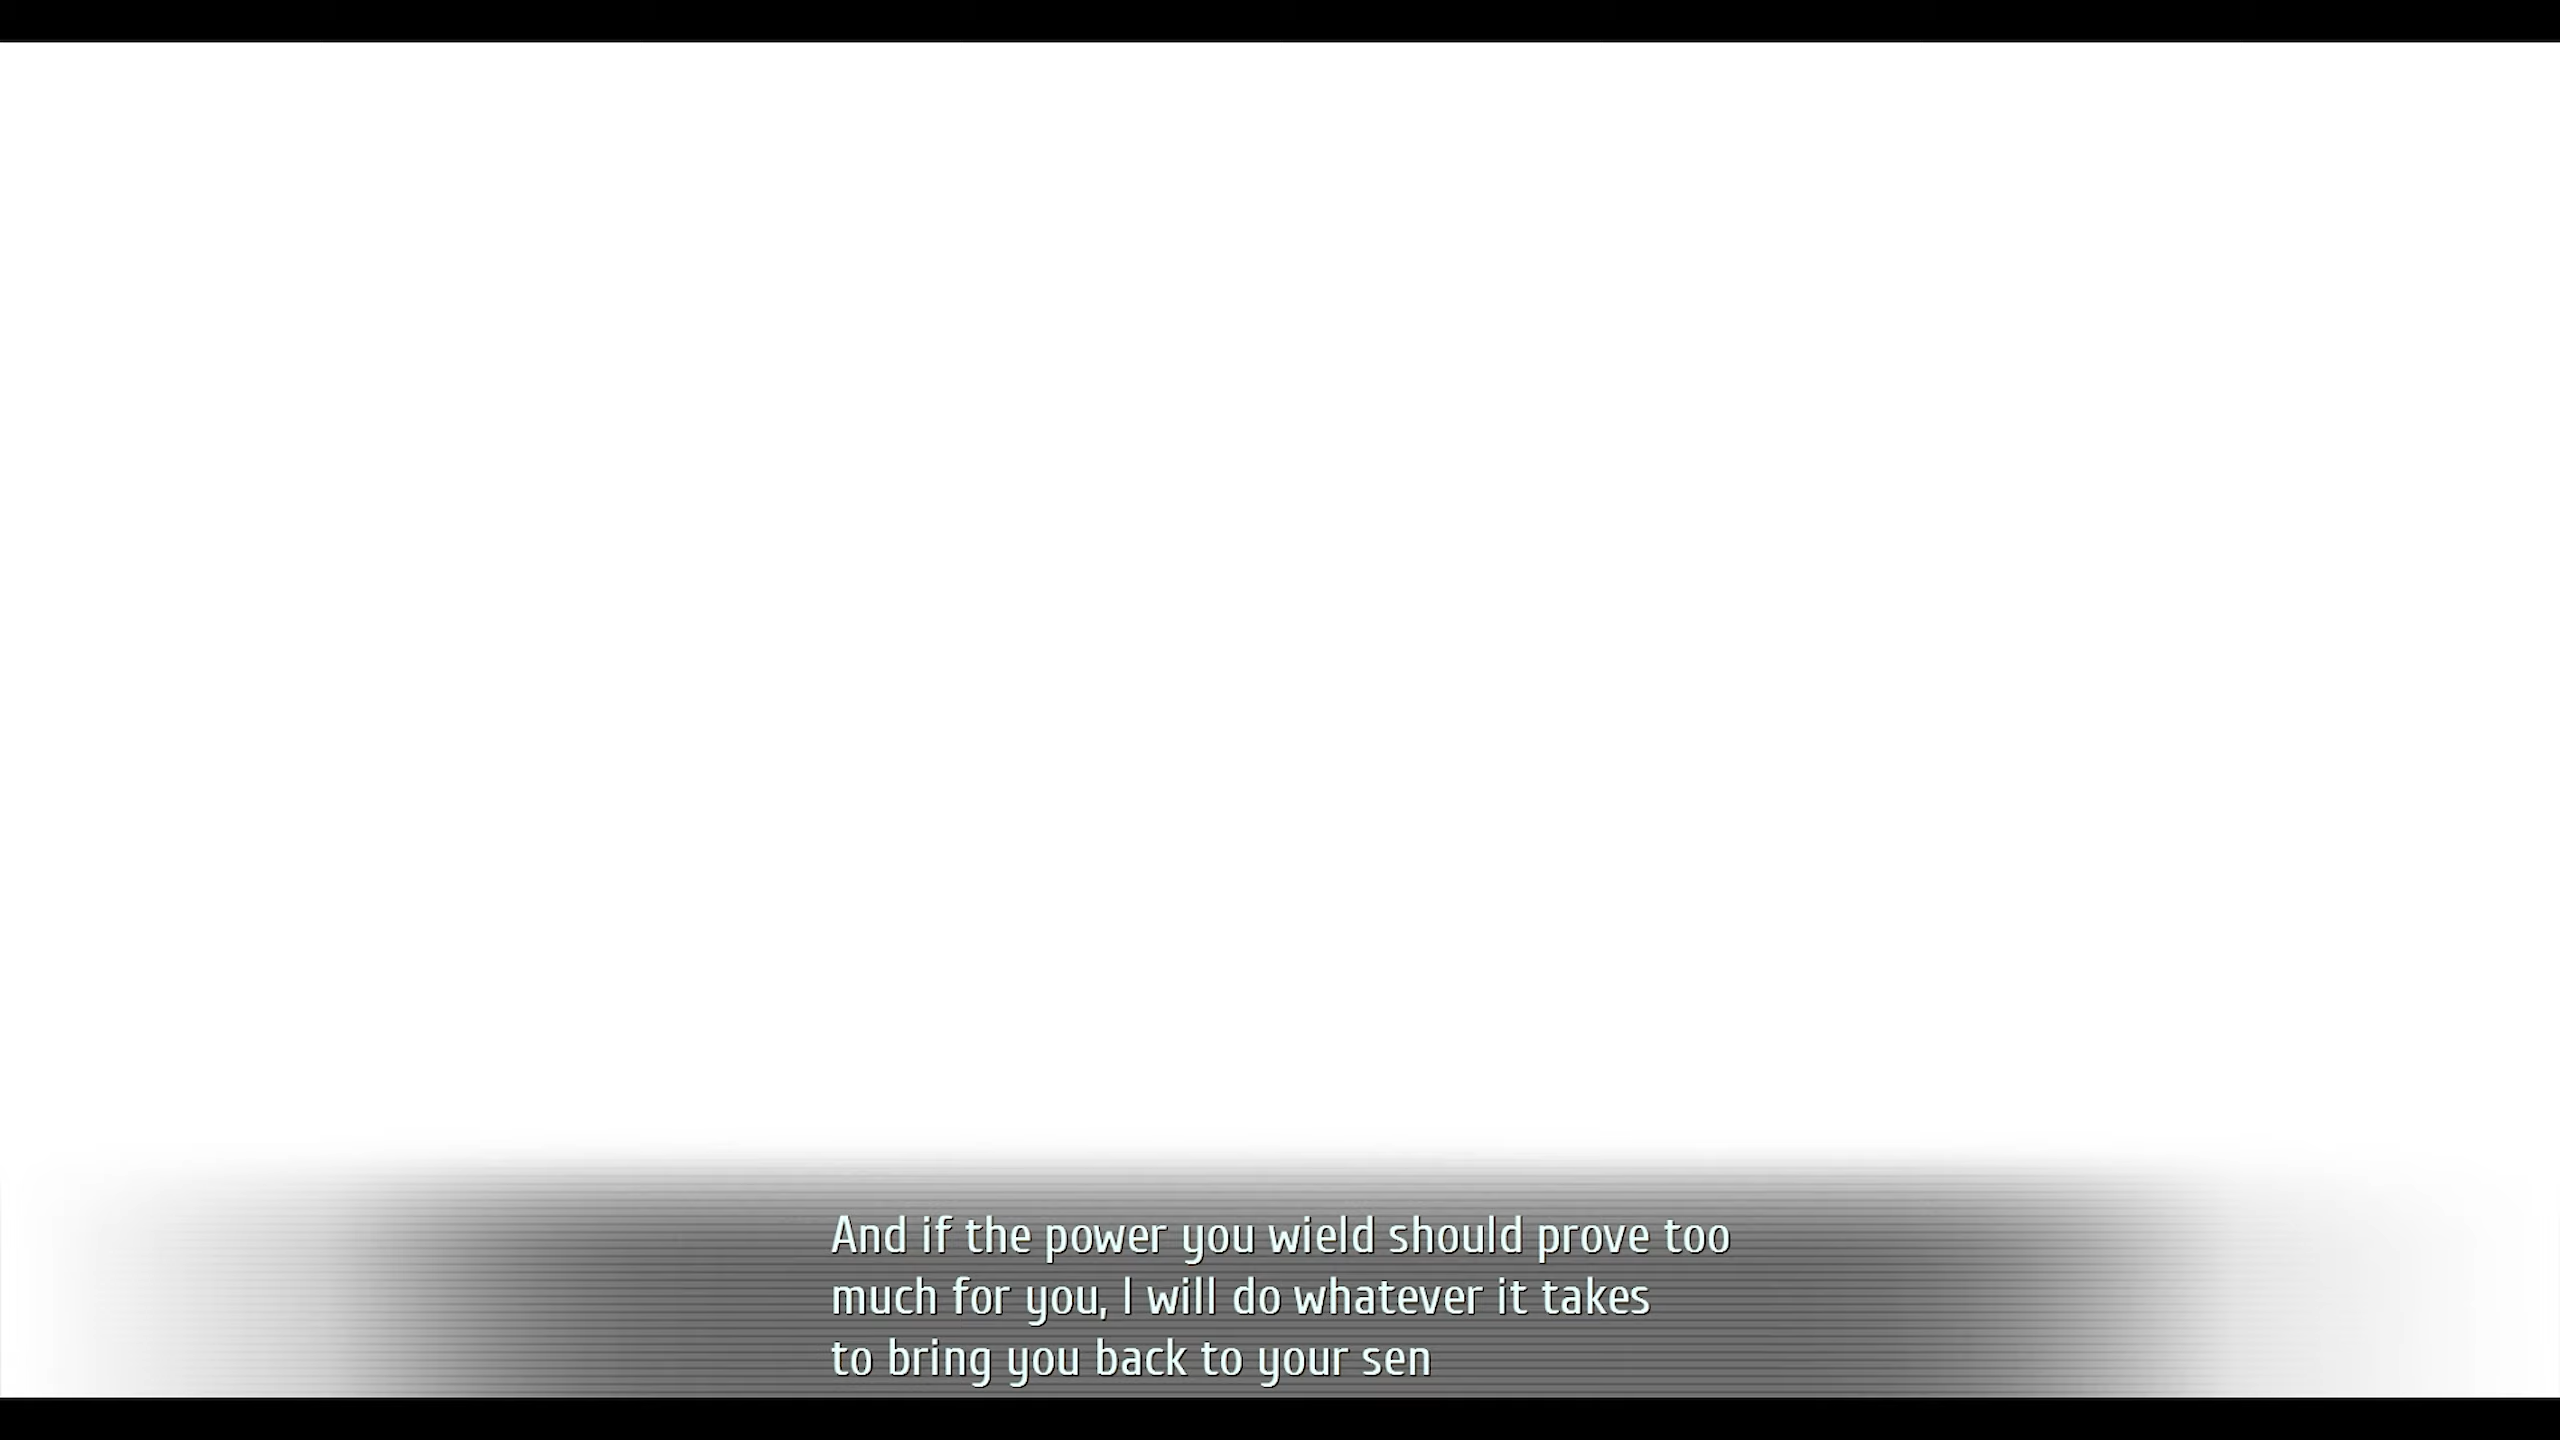 And if the power you wield should prove too
much for you, I will do whatever it takes
to bring you back to your sen